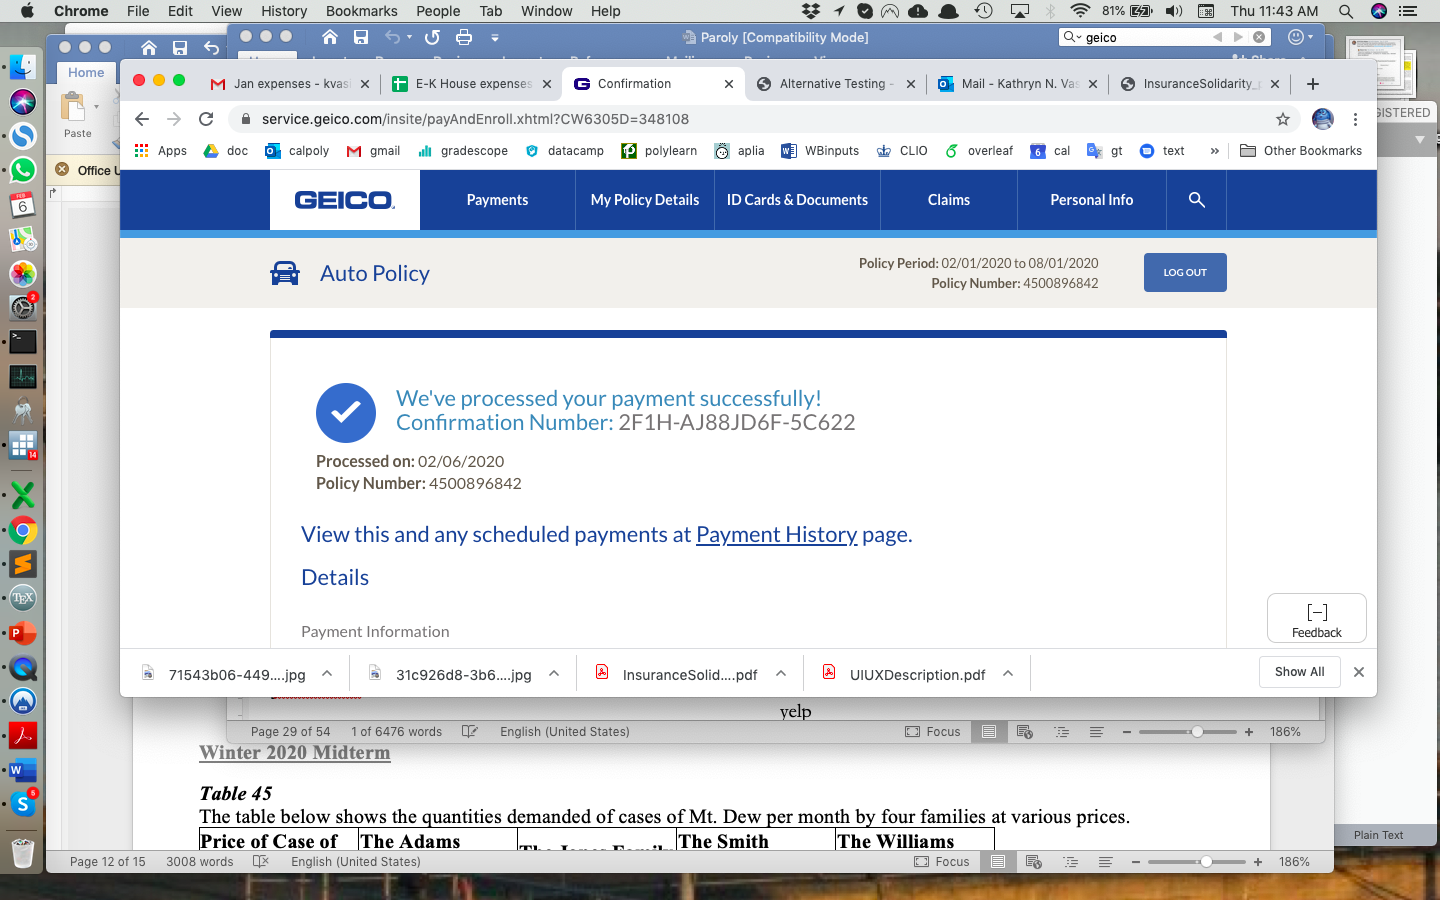 Chrome File Edit View History Bookmarks People Tab Window Help 81% Thu 11:43 AM
Paroly [Compatibility Mode] geico
Home
Jan expenses - kvas E-K House expenses Confirmation Alternative Testing - Mail - Kathryn N. Vas InsuranceSolidarity_
service.geico.com/insite/payAndEnroll.xhtml?CW6305D=348108
GISTERED
Paste
Apps doc calpoly gmail gradescope datacamp polylearn aplia WBinputs CLIO overleaf cal gt text » Other Bookmarks
Office U
GEICO Payments My Policy Details ID Cards & Documents Claims Personal Info
FEB
6
Auto Policy
Policy Period: 02/01/2020 to 08/01/2020
Policy Number: 4500896842
LOG OUT
2
We've processed your payment successfully!
Confirmation Number: 2F1H-AJ88JD6F-5C622
14
Processed on: 02/06/2020
Policy Number: 4500896842
View this and any scheduled payments at Payment History page.
Details
TEX
Payment Information
Feedback
71543b06-449....jpg 31c926d8-3b6....jpg InsuranceSolid....pdf UIUXDescription.pdf Show All
yelp
Page 29 of 54 1 of 6476 words English (United States) Focus 186%
Winter 2020 Midterm
Table 45
5
The table below shows the quantities demanded of cases of Mt. Dew per month by four families at various prices.
Plain Text
Price of Case of The Adams The Jones Family The Smith The Williams
Page 12 of 15 3008 words English (United States) Focus 186%